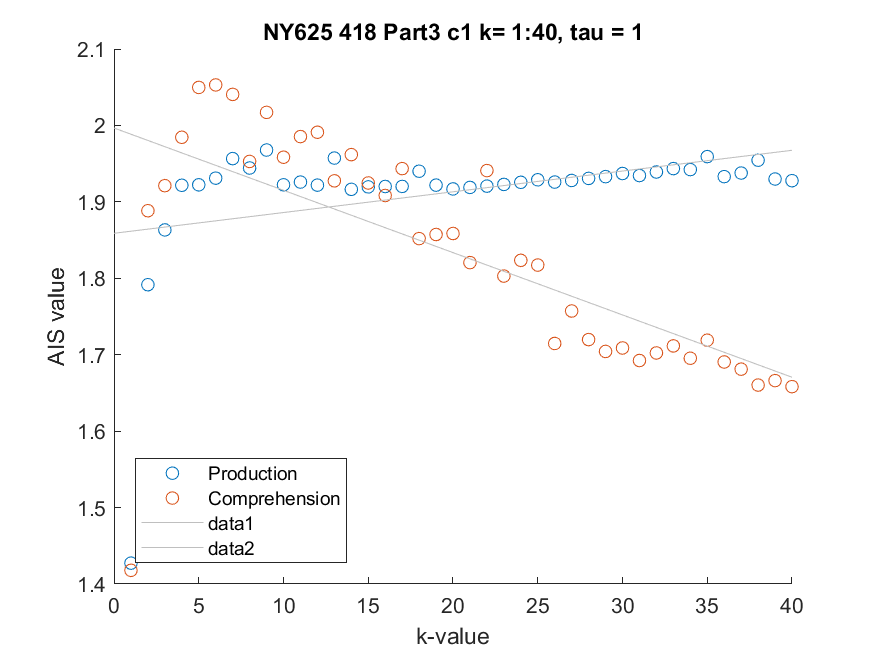 NY625 418 Part3 c1 k= 1:40, tau = 1
2.1
2
1.9
1.8
1.7
1.6
1.5
1.4
AIS value
Production
Comprehension
data1
data2
0 5 10 15 20 25 30 35 40
k-value